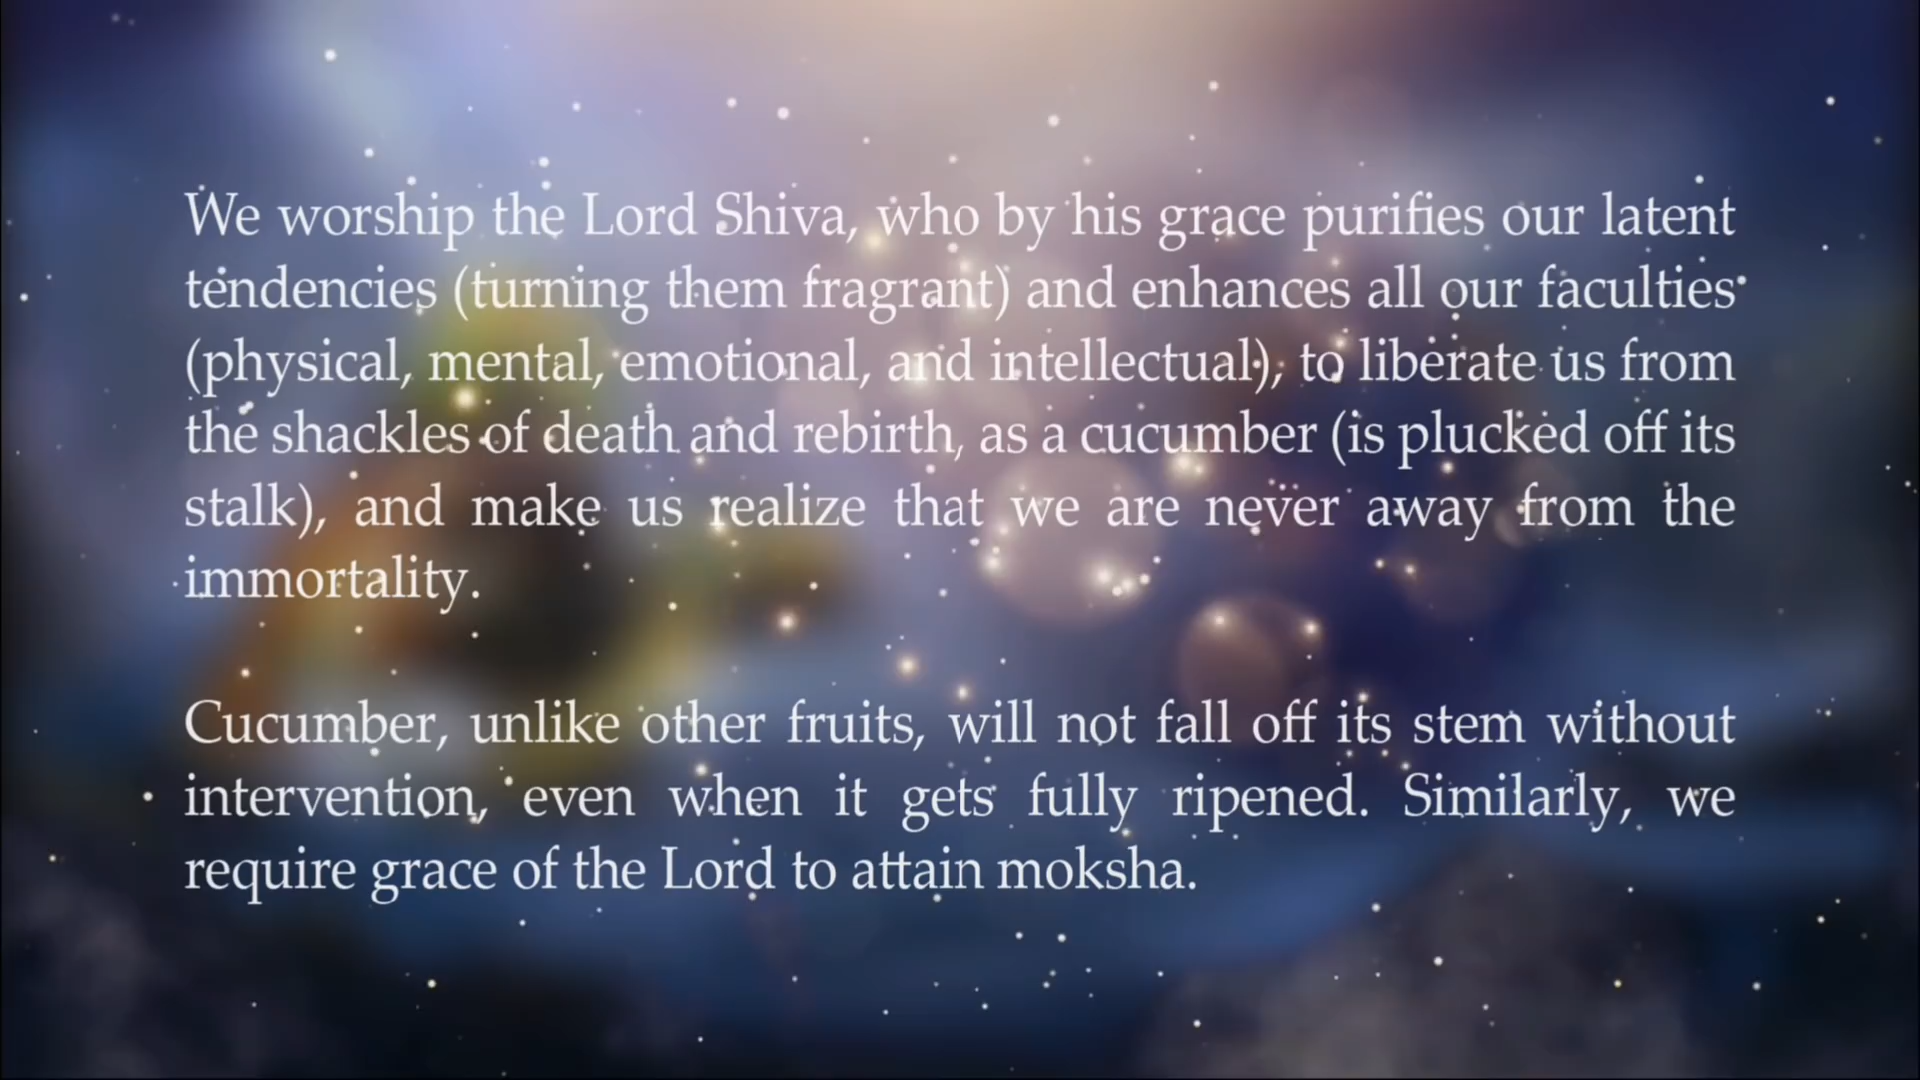 We worship the Lord Shiva, who by his grace purifies our latent
tendencies (turning them fragrant) and enhances all our faculties
(physical, mental, emotional, and intellectual), to liberate us from
the shackles of death and rebirth, as a cucumber (is plucked off its
stalk), and make us realize that we are never away from the
immortality.
Cucumber, unlike other fruits, will not fall off its stem without
intervention, even when it gets fully ripened. Similarly, we
require grace of the Lord to attain moksha.